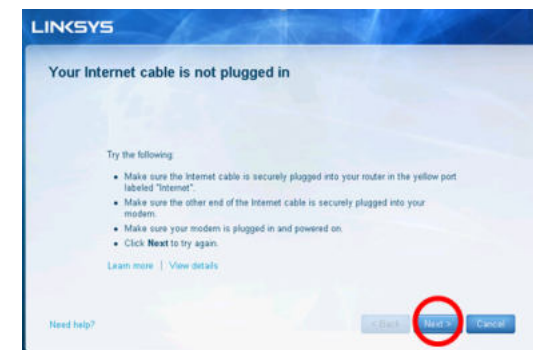 LINKSYS
Your Internet cable is not plugged in
Try the following:
• Make sure the Internet cable is securely plugged into your router in the yellow port
labeled "Internet".
• Make sure the other end of the Internet cable is securely plugged into your
modem.
• Make sure your modem is plugged in and powered on.
• Click Next to try again.
Learn more | View details
Need help? < Back Next > Cancel